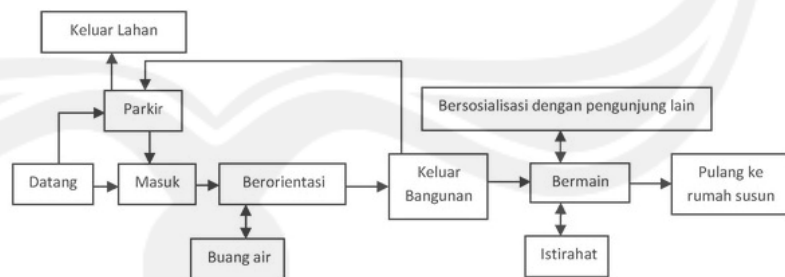 Keluar Lahan
Parkir
Bersosialisasi dengan pengunjung lain
Datang
Masuk
Berorientasi
Keluar
Bangunan
Bermain
Pulang ke
rumah susun
Buang air
Istirahat